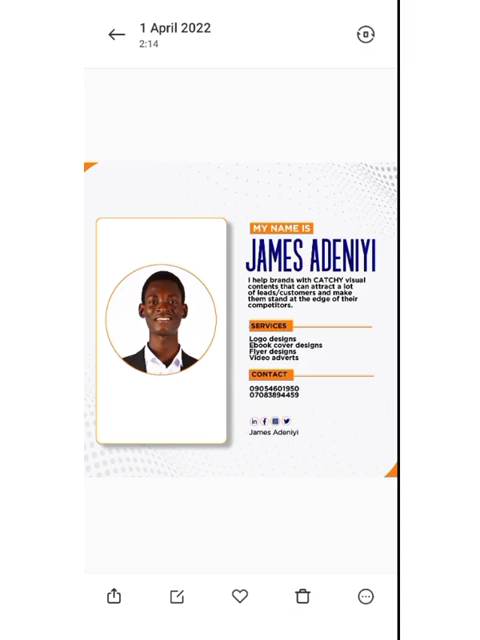 1 April 2022
2:14
MY NAME IS
JAMES ADENIYI
I help brands with CATCHY visual
contents that can attract a lot
of leads/customers and make
them stand at the edge of their
competitors.
SERVICES
Logo designs
Ebook cover designs
Flyer designs
Video adverts
CONTACT
09054601950
07083894459
James Adeniyi